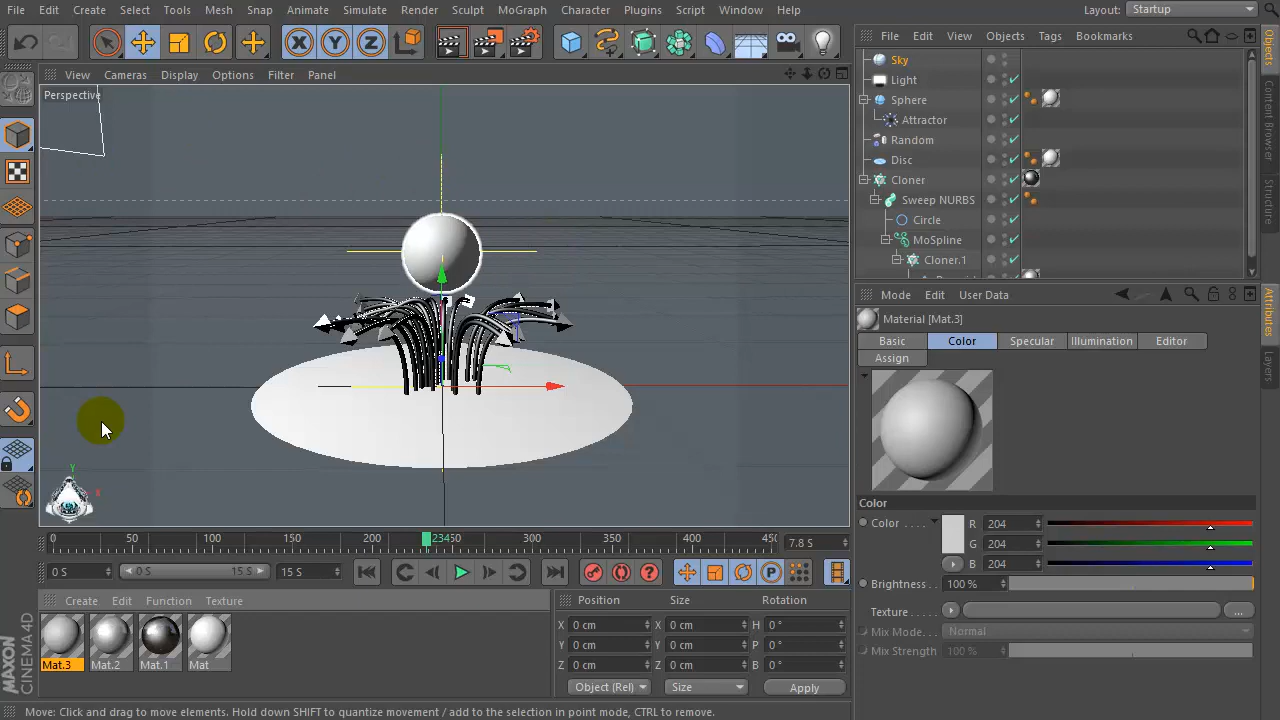 File Edit Create Select Tools Mesh Snap Animate Simulate Render Sculpt MoGraph Character Plugins Script Window Help Layout: Startup
File Edit View Objects Tags Bookmarks
View Cameras Display Options Filter Panel
Perspective
Sky
Light
Sphere
Attractor
Random
Disc
Cloner
Sweep NURBS
Circle
MoSpline
Cloner.1
Objects
Content Browser
Structure
Mode Edit User Data
Material [Mat.3]
Basic Color Specular Illumination Editor
Assign
Attributes
Layers
Color
Color . . . . R 204
G 204
B 204
Brightness . . 100 %
Texture . . . . ...
Mix Mode. . Normal
Mix Strength 100 %
Y
X
0 50 100 150 200 23450 300 350 400 450 7.8 S
0 S 0 S 15 S 15 S
Create Edit Function Texture
Mat.3 Mat.2 Mat.1 Mat
Position Size Rotation
X 0 cm X 0 cm H 0 °
Y 0 cm Y 0 cm P 0 °
Z 0 cm Z 0 cm B 0 °
Object (Rel) Size Apply
MAXON CINEMA 4D
Move: Click and drag to move elements. Hold down SHIFT to quantize movement / add to the selection in point mode, CTRL to remove.